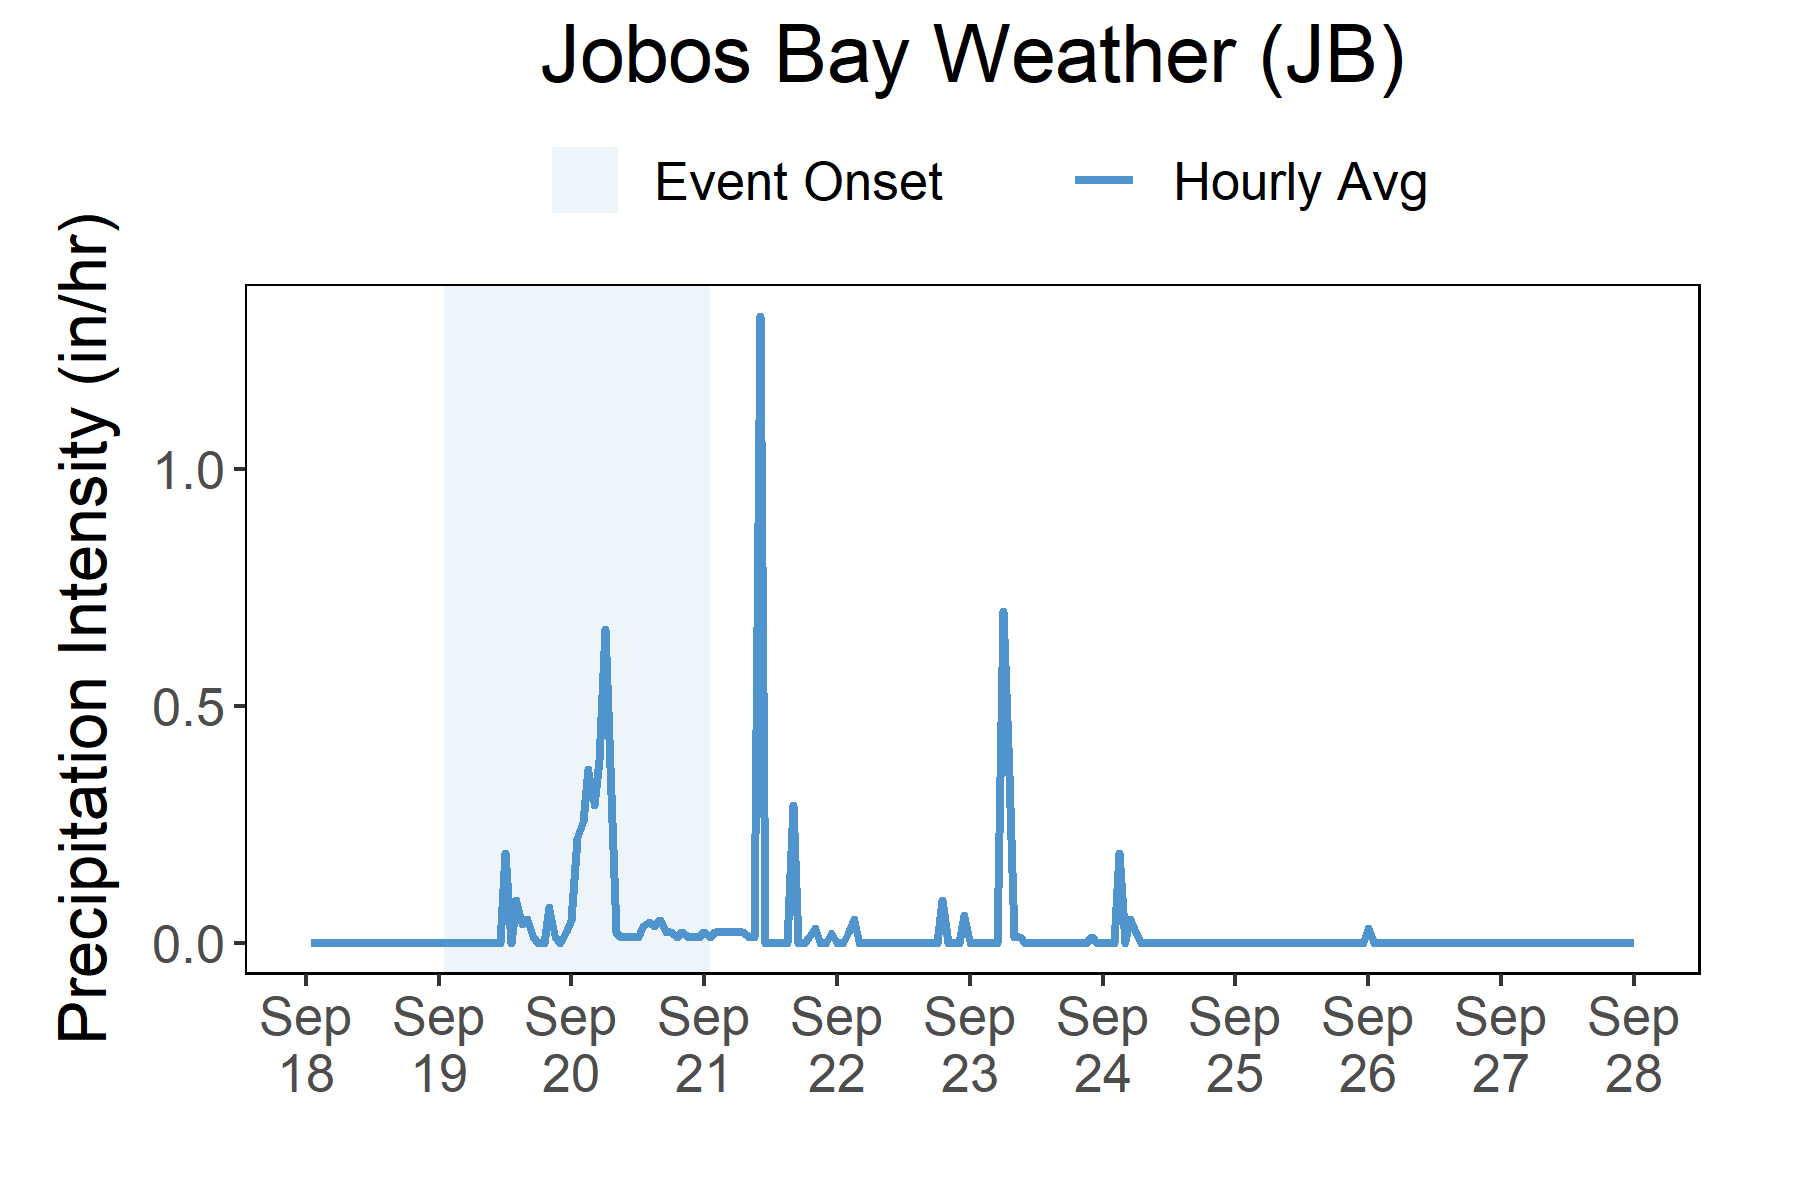 Jobos Bay Weather (JB)
Event Onset
Hourly Avg
Precipitation Intensity (in/hr)
1.0
0.5
0.0
Sep Sep Sep Sep Sep Sep Sep Sep Sep Sep Sep
18 19 20 21 22 23 24 25 26 27 28